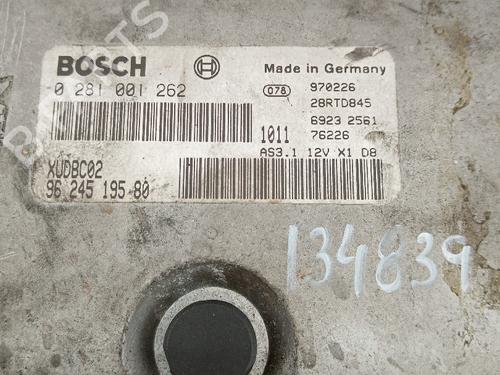 BOSCH
Made in Germany
0 281 001 262
078 970226
28RTD845
6923 2561
1011 76226
AS3.1 12V X1 D8
XUDBC02
96 245 195 80
134839